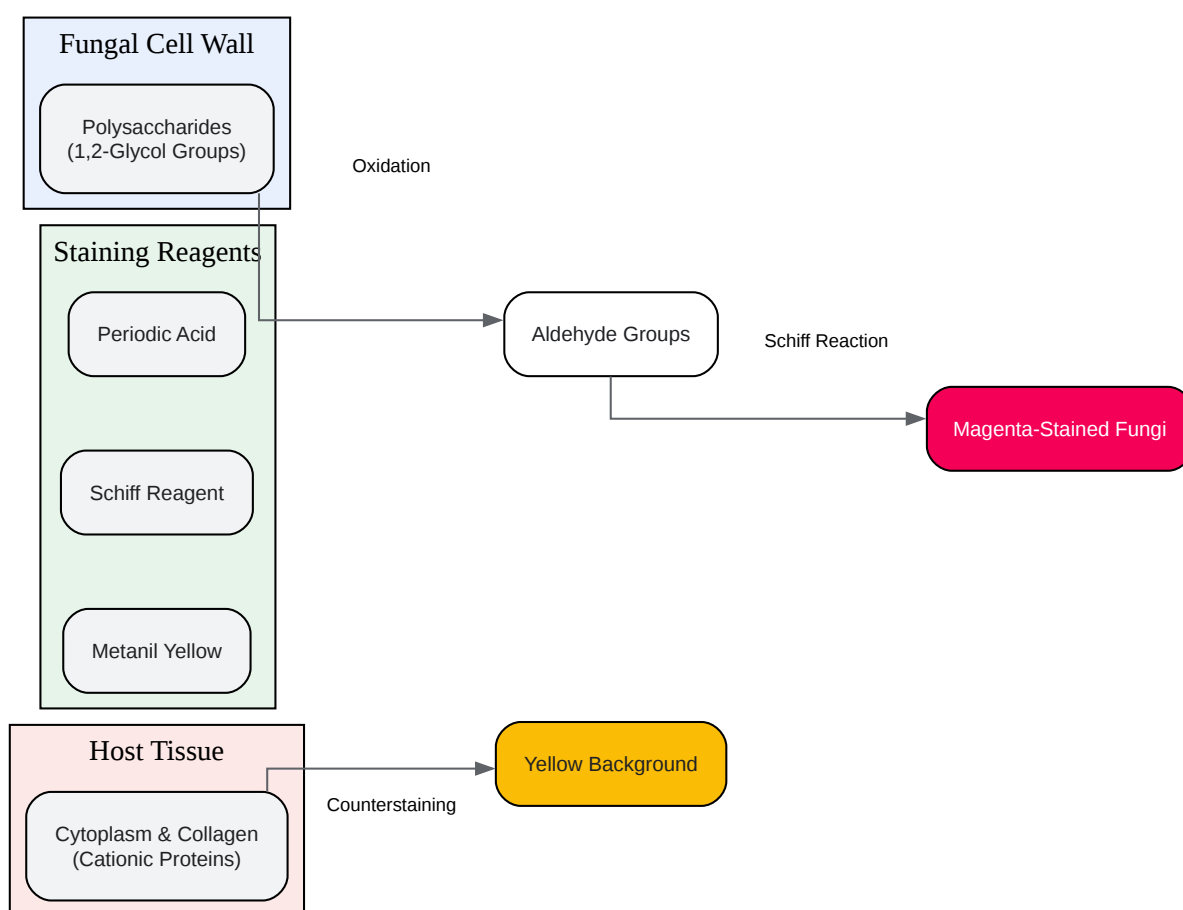 Fungal Cell Wall
Polysaccharides
(1,2-Glycol Groups)
Oxidation
Staining Reagents
Periodic Acid
Aldehyde Groups
Schiff Reaction
Magenta-Stained Fungi
Schiff Reagent
Metanil Yellow
Host Tissue
Yellow Background
Counterstaining
Cytoplasm & Collagen
(Cationic Proteins)